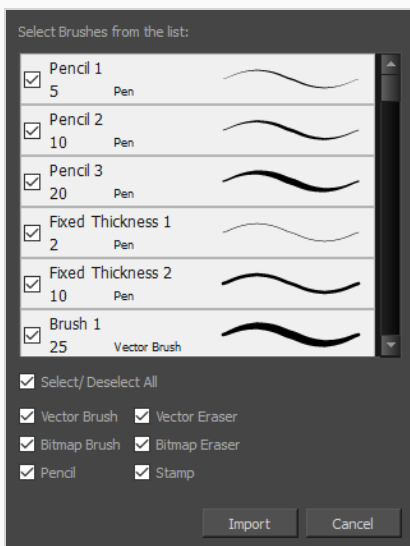 Select Brushes from the list:
Pencil 1
5 Pen
Pencil 2
10 Pen
Pencil 3
20 Pen
Fixed Thickness 1
2 Pen
Fixed Thickness 2
10 Pen
Brush 1
25 Vector Brush
Select/ Deselect All
Vector Brush Vector Eraser
Bitmap Brush Bitmap Eraser
Pencil Stamp
Import Cancel